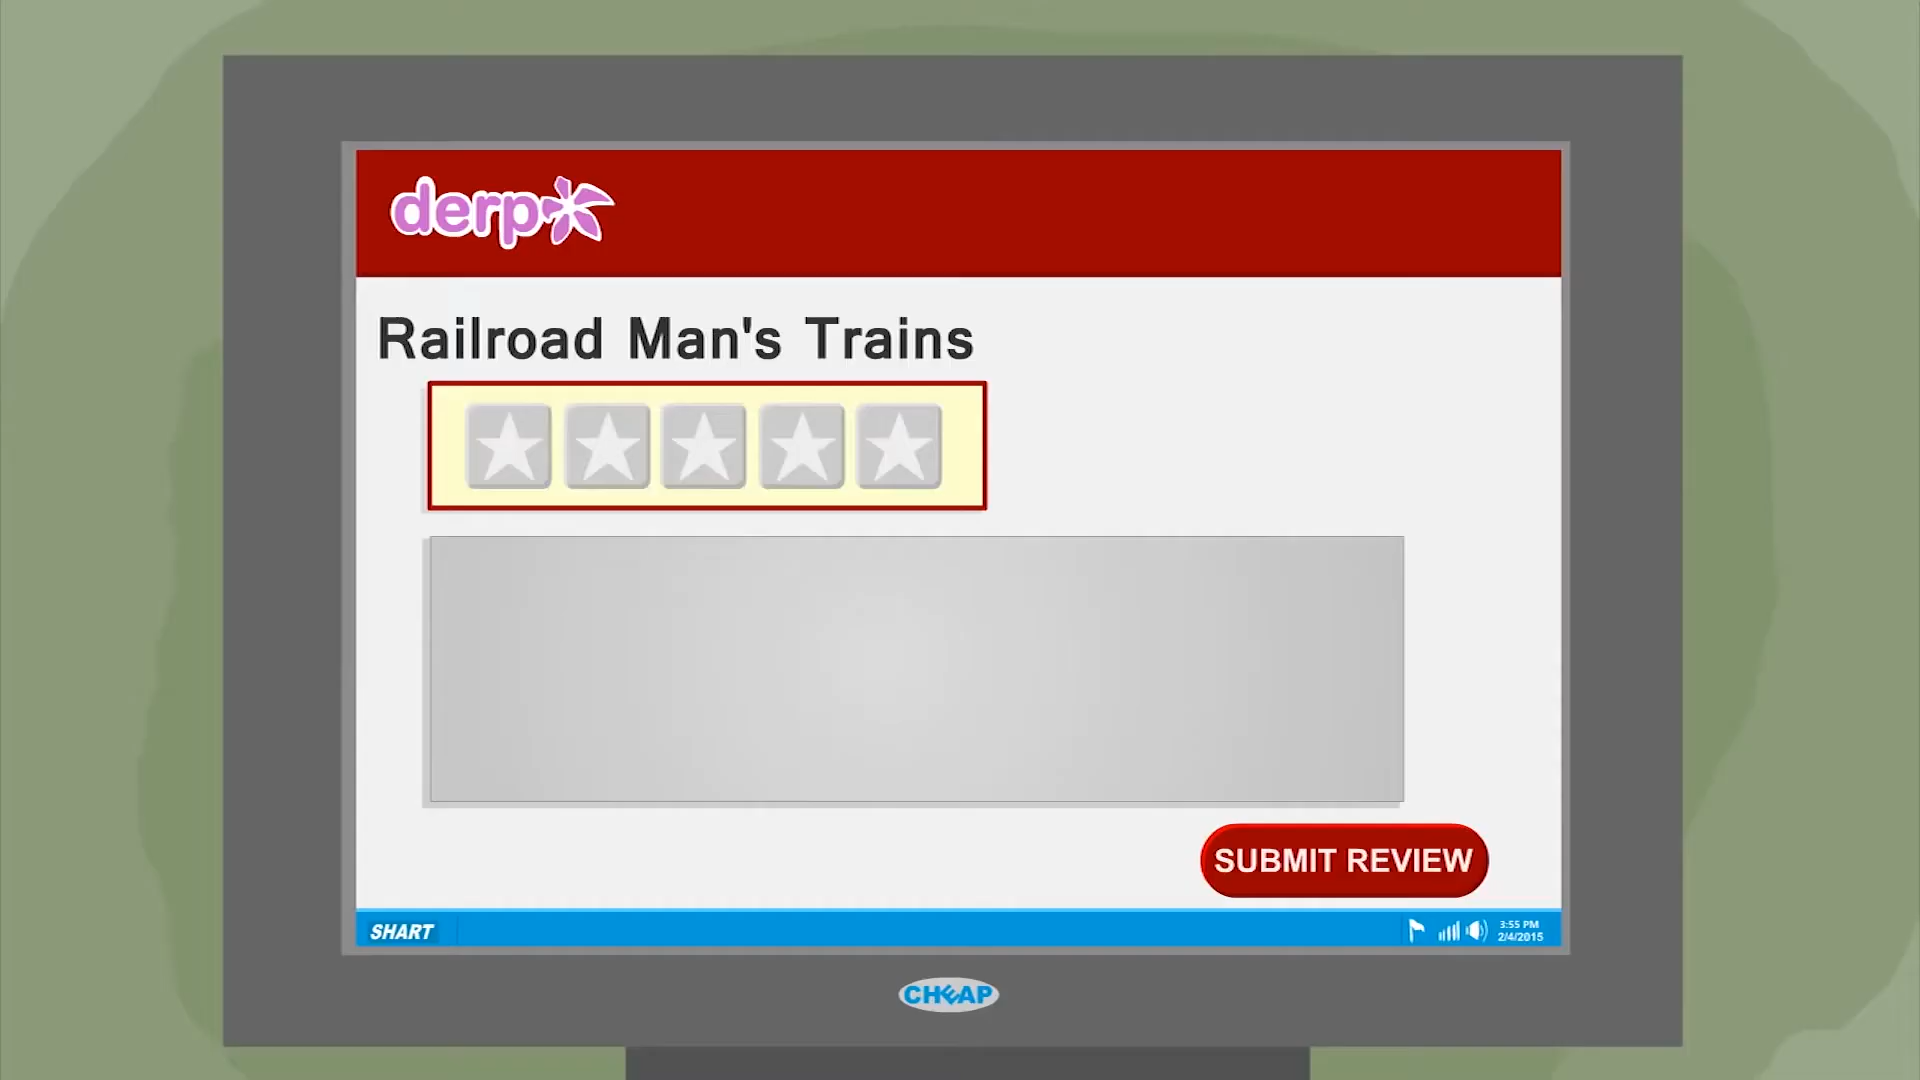 derp
Railroad Man's Trains
SUBMIT REVIEW
SHART
3:55 PM
2/4/2015
CHEAP